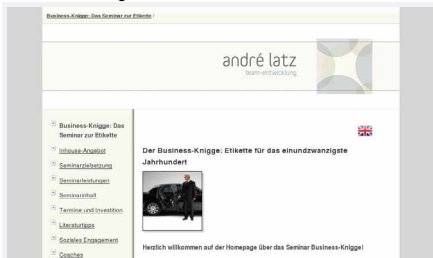 Business-Knigge: Das Seminar zur Etikette /
andré latz
team-entwicklung
Business-Knigge: Das
Seminar zur Etikette
Inhouse-Angebot
Seminarzielsetzung
Seminarleistungen
Seminarinhalt
Termine und Investition
Literaturtipps
Soziales Engagement
Coaches
Der Business-Knigge: Etikette für das einundzwanzigste
Jahrhundert
Herzlich willkommen auf der Homepage über das Seminar Business-Knigge!